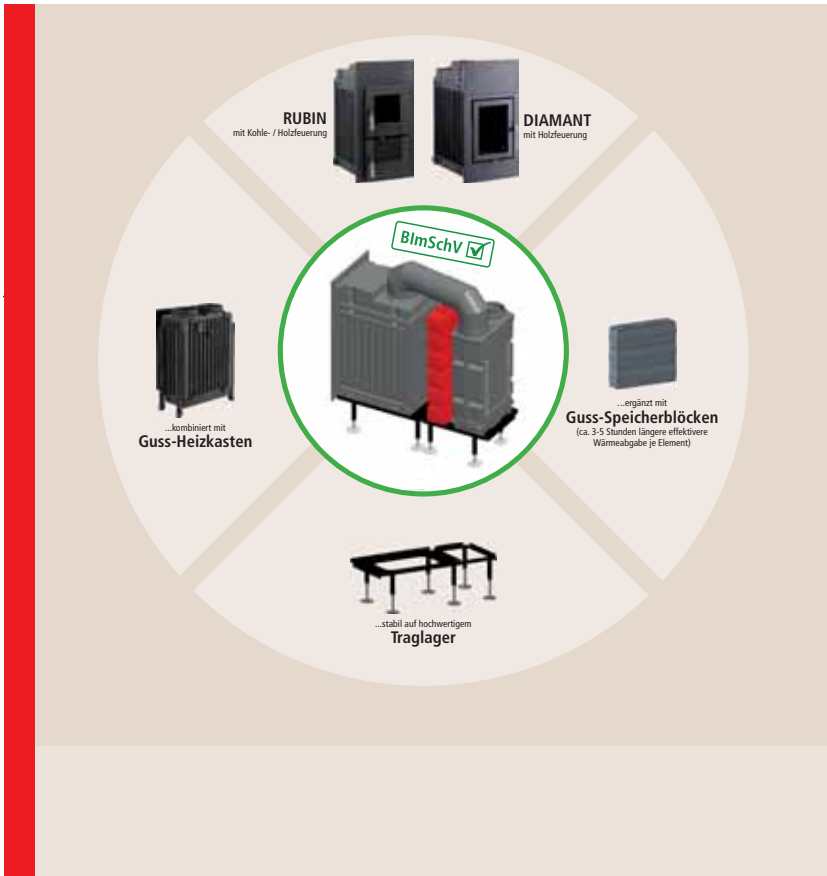 RUBIN
mit Kohle- / Holzfeuerung
DIAMANT
mit Holzfeuerung
BImSchV
...kombiniert mit
Guss-Heizkasten
...ergänzt mit
Guss-Speicherblöcken
(ca. 3-5 Stunden längere effektivere
Wärmeabgabe je Element)
...stabil auf hochwertigem
Traglager